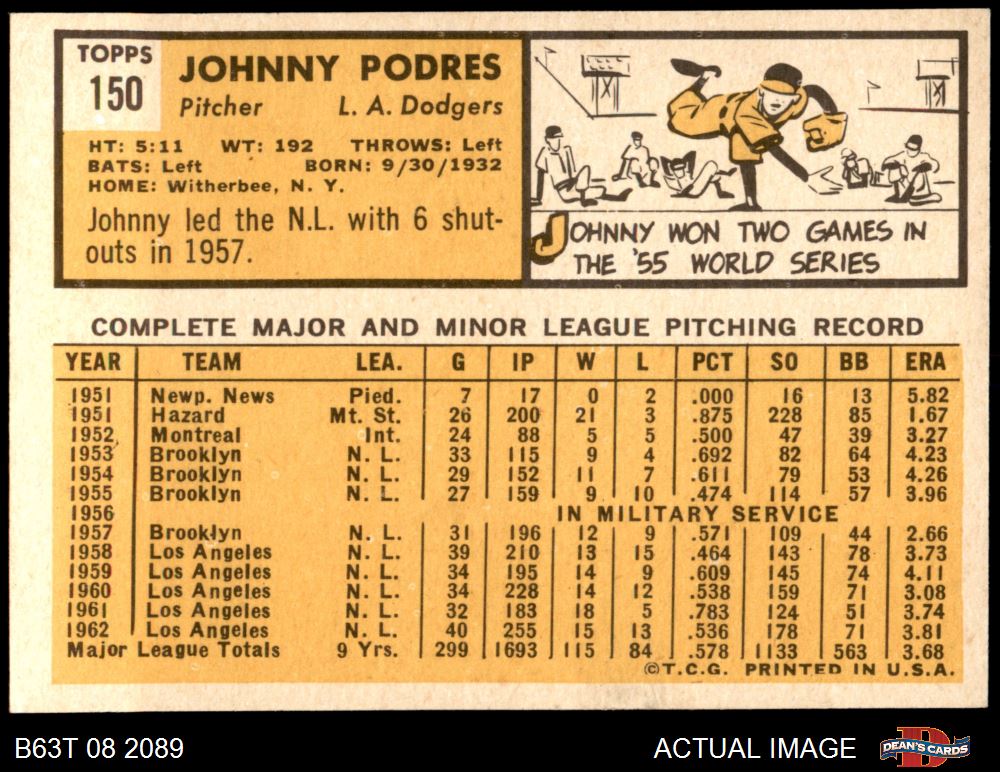 TOPPS
150
JOHNNY PODRES
Pitcher L. A. Dodgers
HT: 5:11 WT: 192 THROWS: Left
BATS: Left BORN: 9/30/1932
HOME: Witherbee, N. Y.
Johnny led the N.L. with 6 shut-
outs in 1957.
JOHNNY WON TWO GAMES IN
THE '55 WORLD SERIES
COMPLETE MAJOR AND MINOR LEAGUE PITCHING RECORD
YEAR TEAM LEA. G IP W L PCT SO BB ERA
1951 Newp. News Pied. 7 17 0 2 .000 16 13 5.82
1951 Hazard Mt. St. 26 200 21 3 .875 228 85 1.67
1952 Montreal Int. 24 88 5 5 .500 47 39 3.27
1953 Brooklyn N. L. 33 115 9 4 .692 82 64 4.23
1954 Brooklyn N. L. 29 152 11 7 .611 79 53 4.26
1955 Brooklyn N. L. 27 159 9 10 .474 114 57 3.96
1956 IN MILITARY SERVICE
1957 Brooklyn N. L. 31 196 12 9 .571 109 44 2.66
1958 Los Angeles N. L. 39 210 13 15 .464 143 78 3.73
1959 Los Angeles N. L. 34 195 14 9 .609 145 74 4.11
1960 Los Angeles N. L. 34 228 14 12 .538 159 71 3.08
1961 Los Angeles N. L. 32 183 18 5 .783 124 51 3.74
1962 Los Angeles N. L. 40 255 15 13 .536 178 71 3.81
Major League Totals 9 Yrs. 299 1693 115 84 .578 1133 563 3.68
©T.C.G. PRINTED IN U.S.A.
B63T 08 2089 ACTUAL IMAGE DEAN'S CARDS